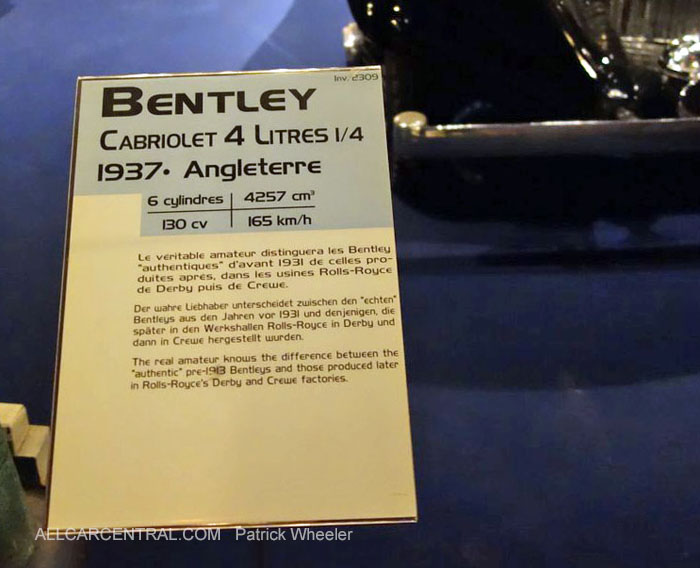 Inv. 2309
BENTLEY
CABRIOLET 4 LITRES 1/4
1937• Angleterre
6 cylindres 4257 cm³
130 cv 165 km/h
Le veritable amateur distinguera les Bentley
"authentiques" d'avant 1931 de celles pro-
duites apres, dans les usines Rolls-Royce
de Derby puis de Crewe.
Der wahre Liebhaber unterscheidet zwischen den "echten"
Bentleys aus den Jahren vor 1931 und denjenigen, die
später in den Werkshallen Rolls-Royce in Derby und
dann in Crewe hergestellt wurden.
The real amateur knows the difference between the
"authentic" pre-1913 Bentleys and those produced later
in Rolls-Royce's Derby and Crewe factories.
ALLCARCENTRAL.COM Patrick Wheeler